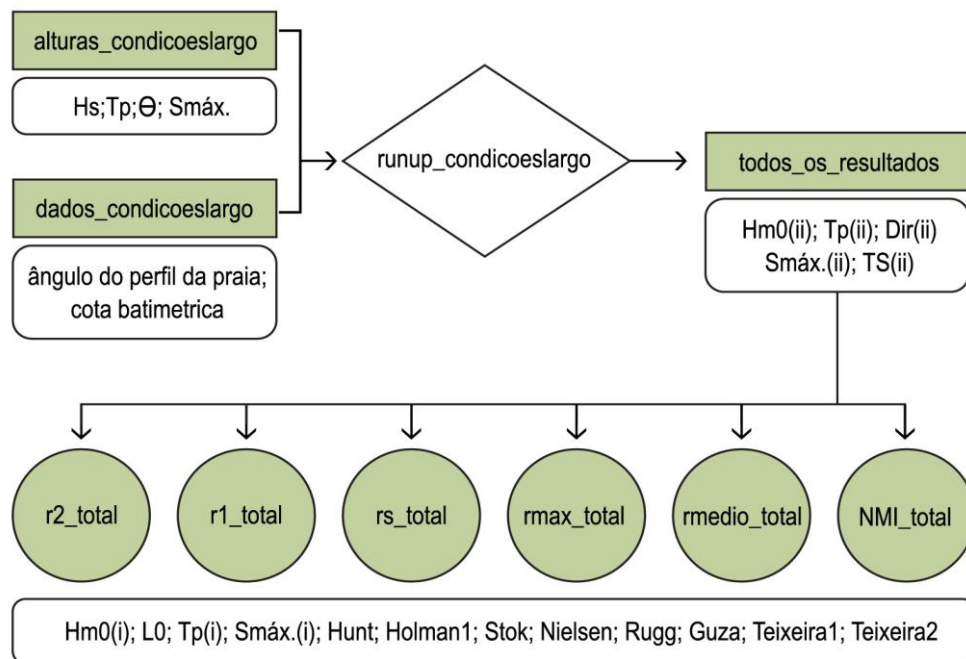 alturas_condicoeslargo
Hs;Tp;Ө; Smáx.
dados_condicoeslargo
ângulo do perfil da praia;
cota batimetrica
runup_condicoeslargo
todos_os_resultados
Hm0(ii); Tp(ii); Dir(ii)
Smáx.(ii); TS(ii)
r2_total
r1_total
rs_total
rmax_total
rmedio_total
NMI_total
Hm0(i); L0; Tp(i); Smáx.(i); Hunt; Holman1; Stok; Nielsen; Rugg; Guza; Teixeira1; Teixeira2